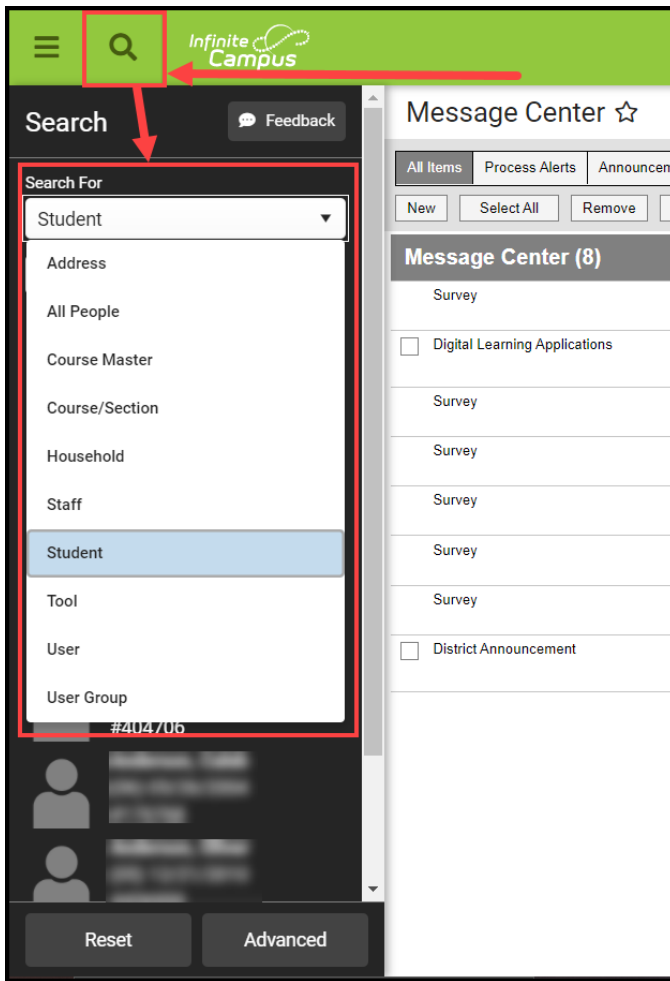 Infinite
Campus
Search
Feedback
Search For
Student
Address
All People
Course Master
Course/Section
Household
Staff
Student
Tool
User
User Group
#404706
Reset
Advanced
Message Center
All Items
Process Alerts
New
Select All
Remove
Message Center (8)
Survey
Digital Learning Applications
Survey
Survey
Survey
Survey
Survey
District Announcement